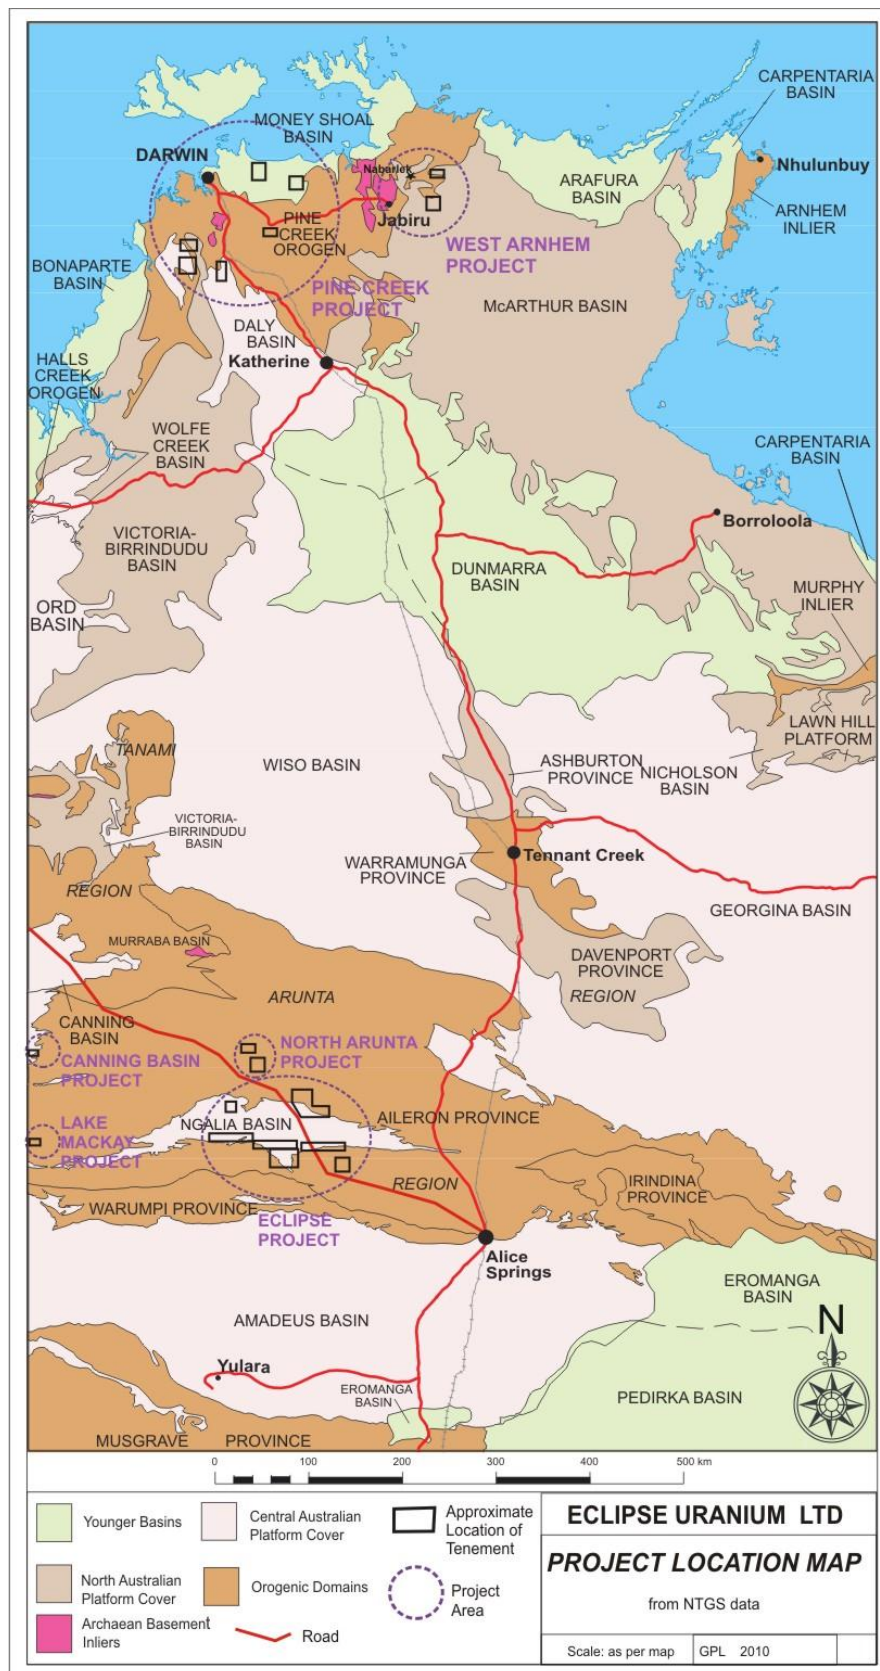 CARPENTARIA
BASIN
MONEY SHOAL
BASIN
DARWIN
Nabarlek
Nhulunbuy
ARAFURA
BASIN
Jabiru
ARNHEM
INLIER
PINE
CREEK
OROGEN
WEST ARNHEM
PROJECT
BONAPARTE
BASIN
PINE CREEK
PROJECT
McARTHUR BASIN
DALY
BASIN
Katherine
HALLS
CREEK
OROGEN
WOLFE
CREEK
BASIN
CARPENTARIA
BASIN
Borroloola
VICTORIA-
BIRRINDUDU
BASIN
DUNMARRA
BASIN
MURPHY
INLIER
ORD
BASIN
LAWN HILL
PLATFORM
TANAMI
WISO BASIN
ASHBURTON
PROVINCE
NICHOLSON
BASIN
VICTORIA-
BIRRINDUDU
BASIN
WARRAMUNGA
PROVINCE
Tennant Creek
REGION
GEORGINA BASIN
MURRABA BASIN
DAVENPORT
PROVINCE
REGION
ARUNTA
CANNING
BASIN
CANNING BASIN
PROJECT
NORTH ARUNTA
PROJECT
LAKE
MACKAY
PROJECT
NGALIA BASIN
AILERON PROVINCE
REGION
IRINDINA
PROVINCE
WARUMPI PROVINCE
ECLIPSE
PROJECT
Alice
Springs
EROMANGA
BASIN
AMADEUS BASIN
N
Yulara
EROMANGA
BASIN
PEDIRKA BASIN
MUSGRAVE PROVINCE
0 100 200 300 400 500 km
Younger Basins
Central Australian
Platform Cover
Approximate
Location of
Tenement
North Australian
Platform Cover
Orogenic Domains
Project
Area
Archaean Basement
Inliers
Road
ECLIPSE URANIUM LTD
PROJECT LOCATION MAP
from NTGS data
Scale: as per map
GPL 2010